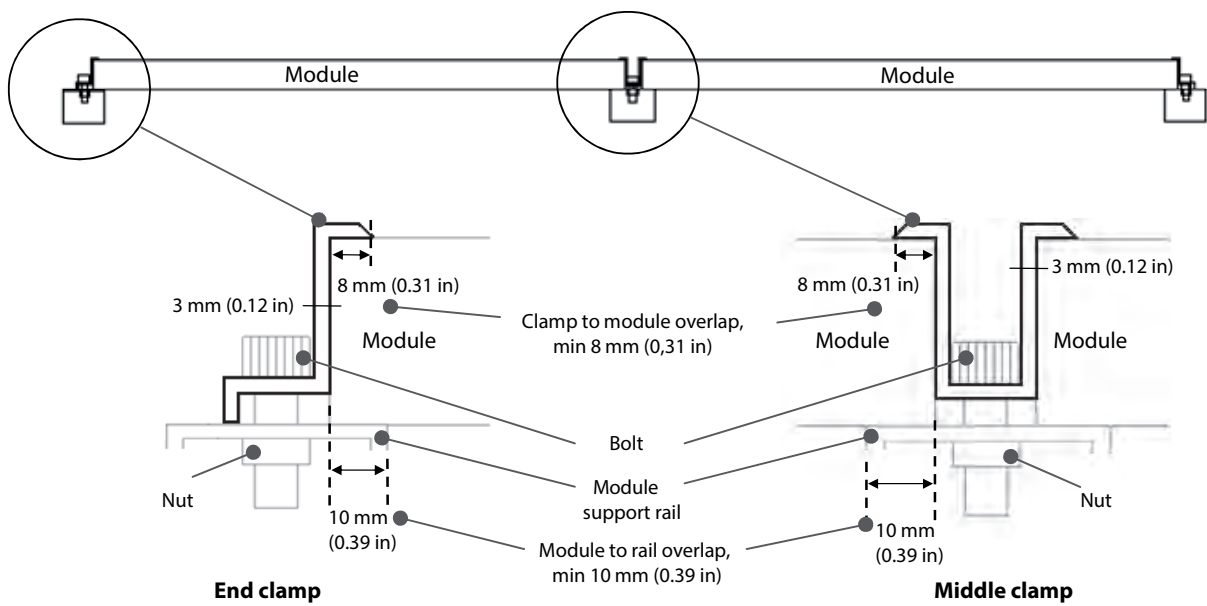 Module
Module
8 mm (0.31 in)
3 mm (0.12 in)
Module
Clamp to module overlap,
min 8 mm (0,31 in)
8 mm (0.31 in)
3 mm (0.12 in)
Module
Module
Bolt
Nut
Module
support rail
Nut
10 mm
(0.39 in)
Module to rail overlap,
min 10 mm (0.39 in)
10 mm
(0.39 in)
End clamp
Middle clamp